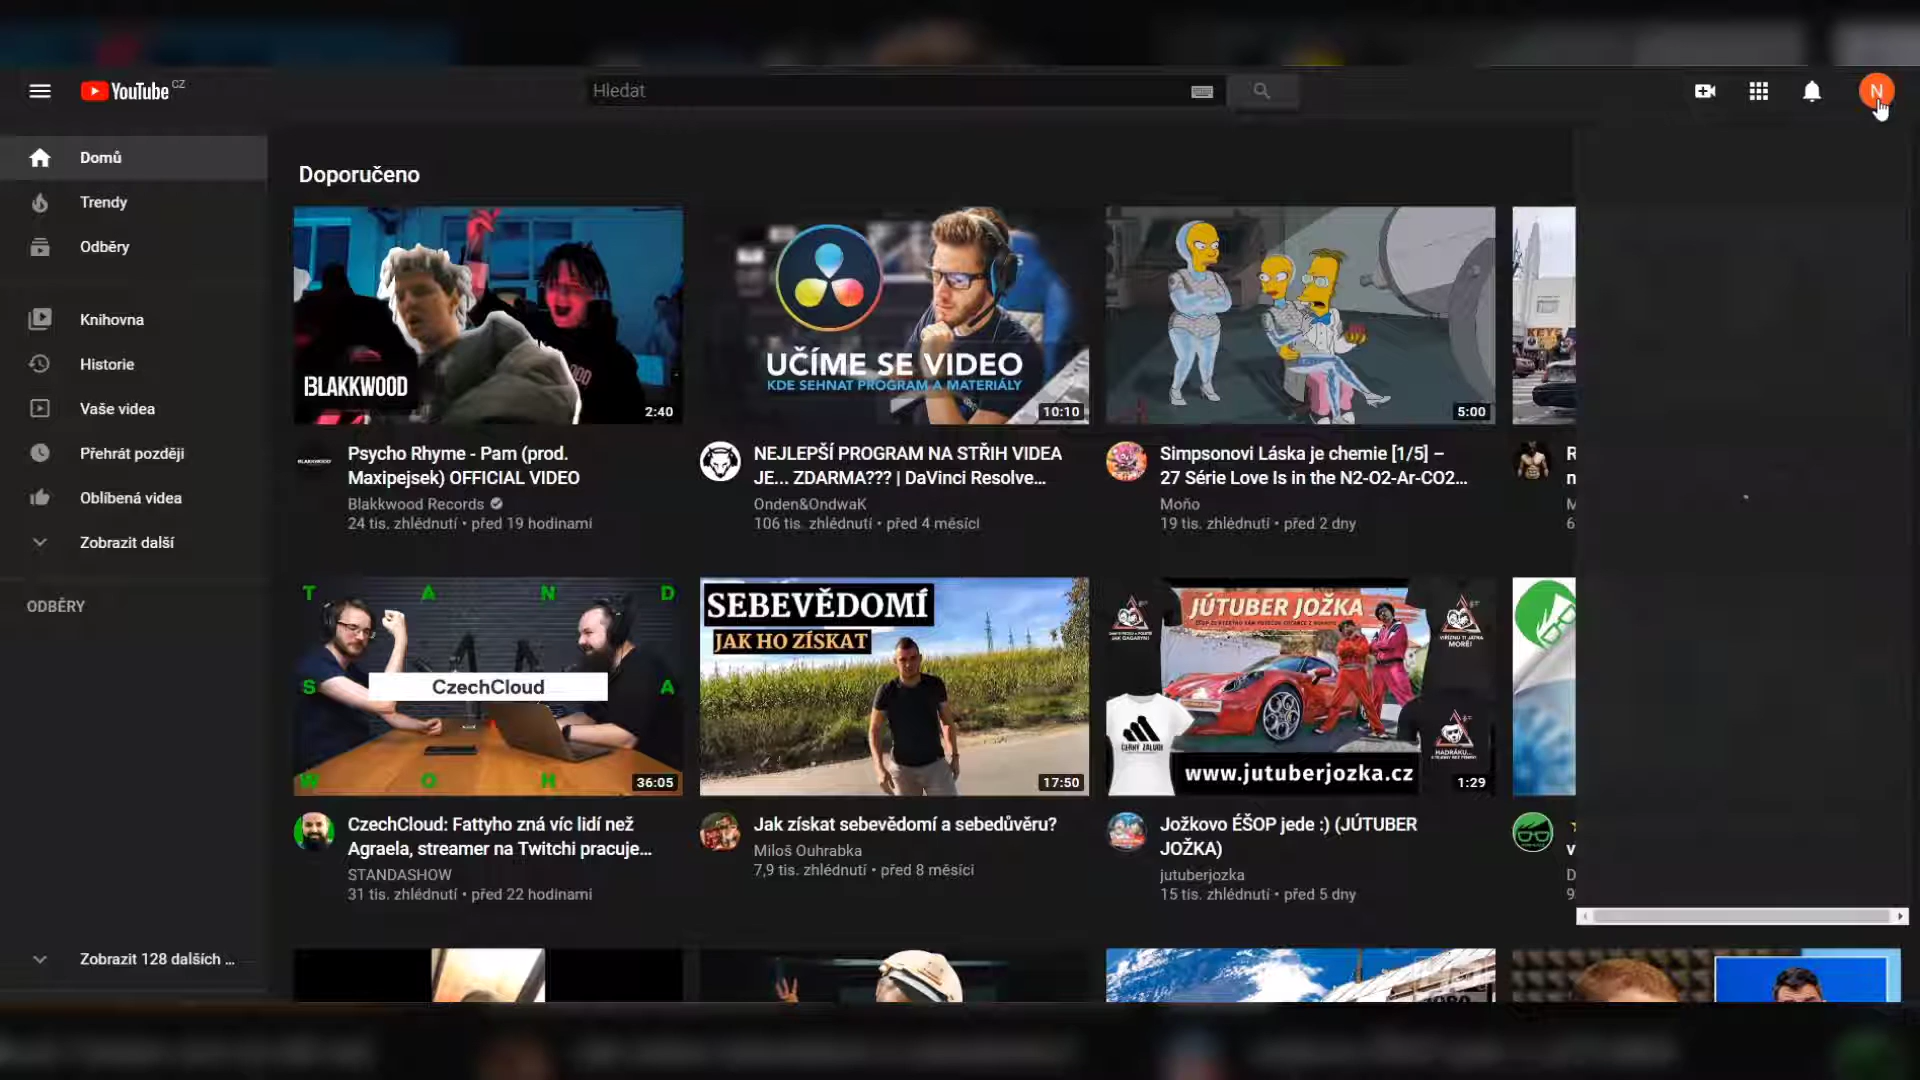 YouTube CZ
Hledat
N
Domů
Trendy
Odběry
Knihovna
Historie
Vaše videa
Přehrát později
Oblíbená videa
Zobrazit další
ODBĚRY
Zobrazit 128 dalších ...
Doporučeno
BLAKKWOOD
2:40
Psycho Rhyme - Pam (prod.
Maxipejsek) OFFICIAL VIDEO
Blakkwood Records
24 tis. zhlédnutí • před 19 hodinami
UČÍME SE VIDEO
KDE SEHNAT PROGRAM A MATERIÁLY
10:10
NEJLEPŠÍ PROGRAM NA STŘIH VIDEA
JE... ZDARMA??? | DaVinci Resolve...
Onden&OndwaK
106 tis. zhlédnutí • před 4 měsíci
5:00
Simpsonovi Láska je chemie [1/5] –
27 Série Love Is in the N2-O2-Ar-CO2...
Moňo
19 tis. zhlédnutí • před 2 dny
KEYS
T A N D
S A
W O H
CzechCloud
36:05
CzechCloud: Fattyho zná víc lidí než
Agraela, streamer na Twitchi pracuje...
STANDASHOW
31 tis. zhlédnutí • před 22 hodinami
SEBEVĚDOMÍ
JAK HO ZÍSKAT
17:50
Jak získat sebevědomí a sebedůvěru?
Miloš Ouhrabka
7,9 tis. zhlédnutí • před 8 měsíci
JÚTUBER JOŽKA
www.jutuberjozka.cz
1:29
Jožkovo ÉŠOP jede :) (JÚTUBER
JOŽKA)
jutuberjozka
15 tis. zhlédnutí • před 5 dny